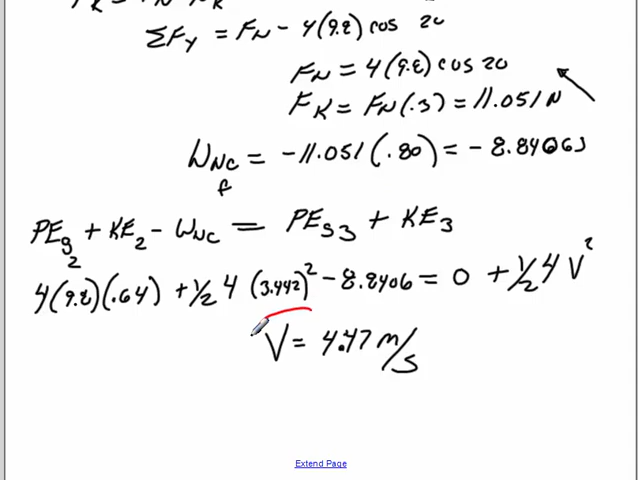 ΣFy = FN - 4(9.8) cos 20
FN = 4(9.8) cos 20
FK = FN(.3) = 11.051 N
WNC = -11.051(.80) = -8.8406J
f
PEg2 + KE2 - WNC = PEg3 + KE3
4(9.8)(.64) + 1/2 4 (3.442)² - 8.8406 = 0 + 1/2 4 V²
V = 4.47 m/s
Extend Page